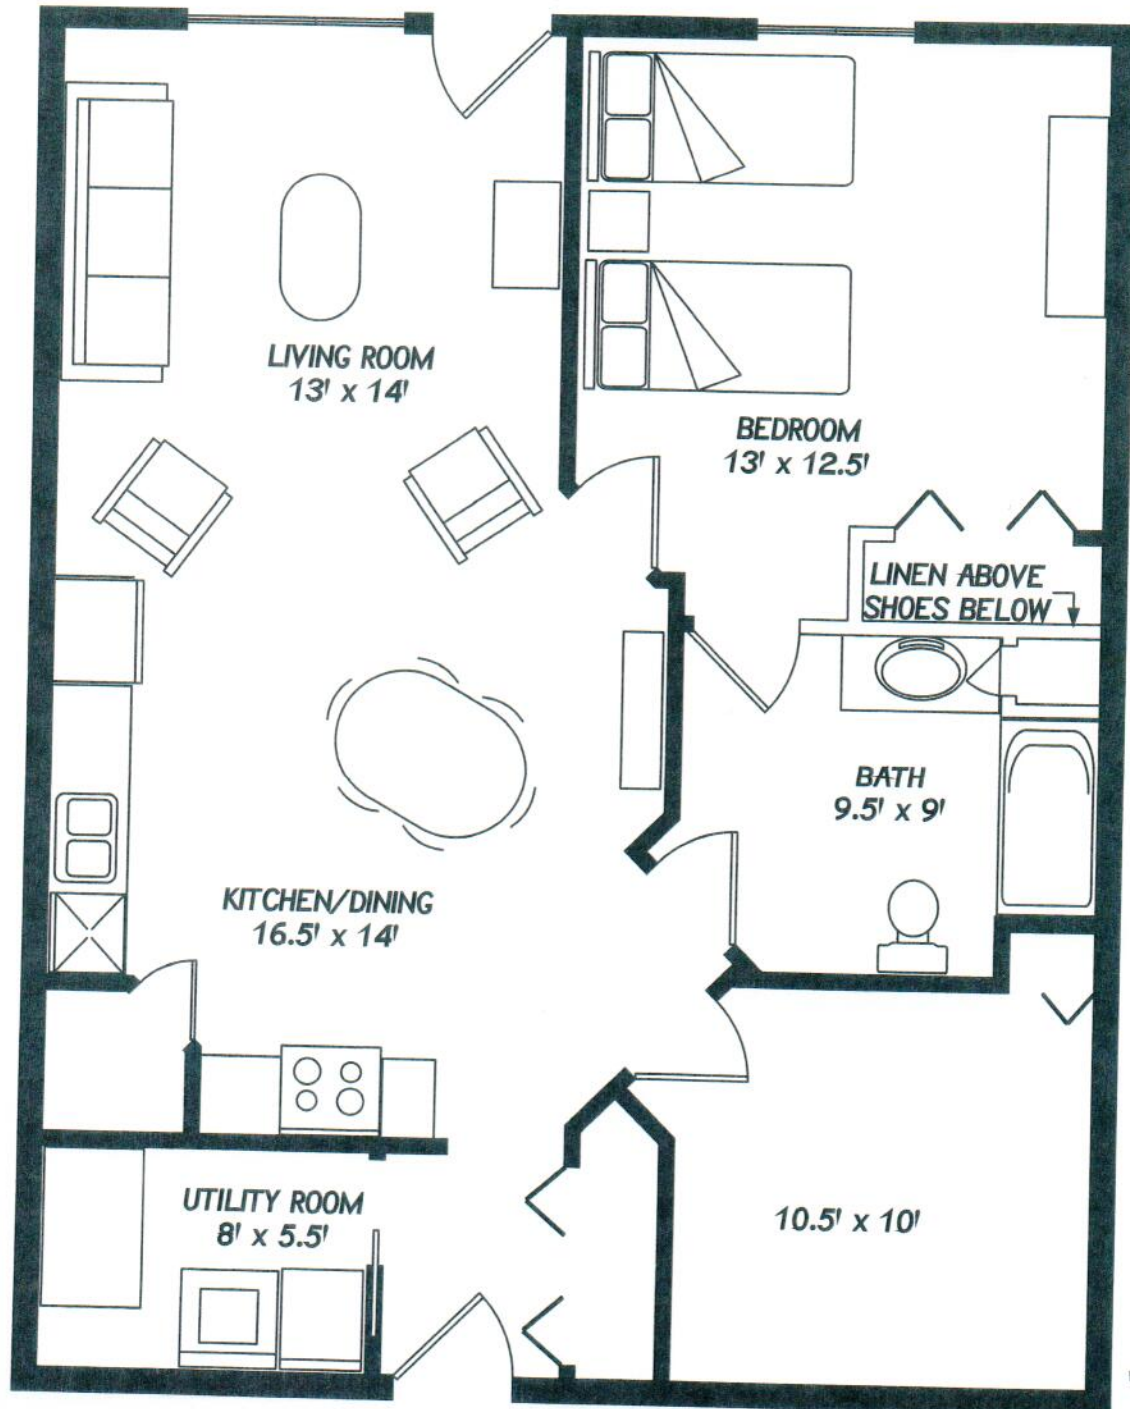 LIVING ROOM
13' x 14'
BEDROOM
13' x 12.5'
LINEN ABOVE
SHOES BELOW
BATH
9.5' x 9'
KITCHEN/DINING
16.5' x 14'
UTILITY ROOM
8' x 5.5'
10.5' x 10'